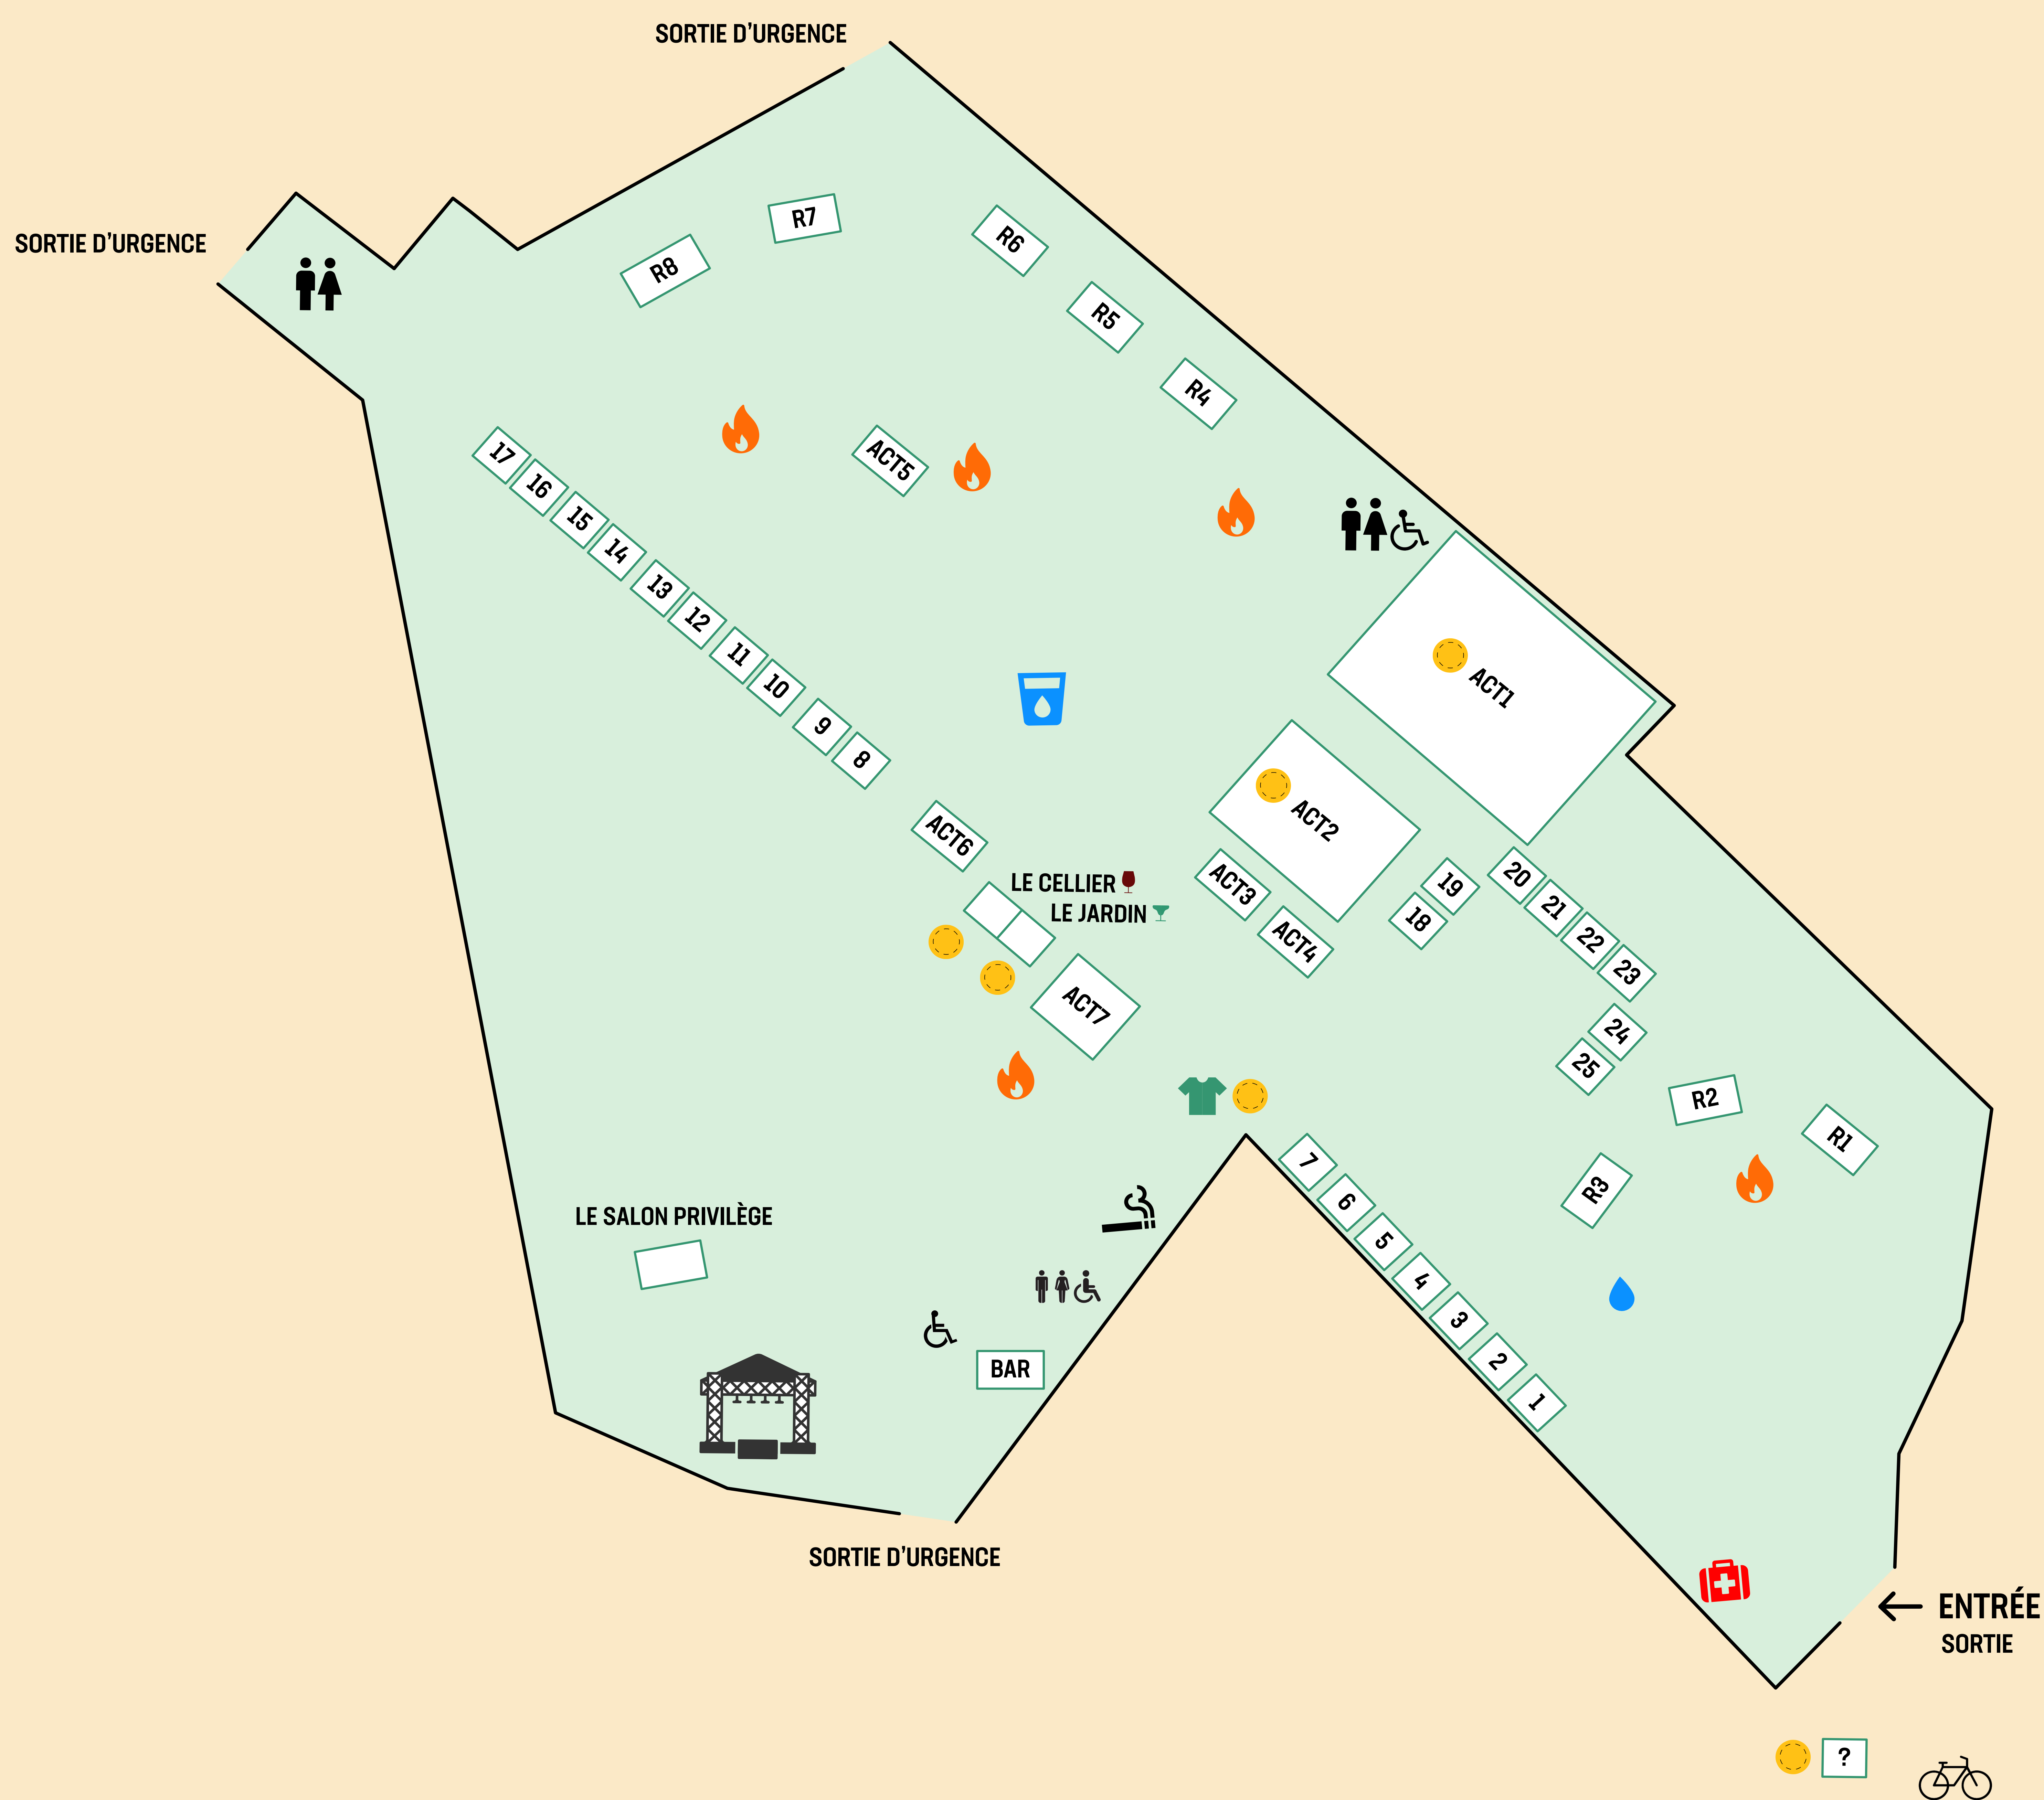 SORTIE D'URGENCE
SORTIE D'URGENCE
R7
R6
R8
R5
R4
ACT5
17
16
15
14
13
12
11
10
9
8
ACT1
ACT2
ACT6
LE CELLIER
LE JARDIN
ACT3
ACT4
19
18
20
21
22
23
24
25
ACT7
R2
R1
R3
7
6
5
4
3
2
1
LE SALON PRIVILÈGE
BAR
SORTIE D'URGENCE
ENTRÉE
SORTIE
?